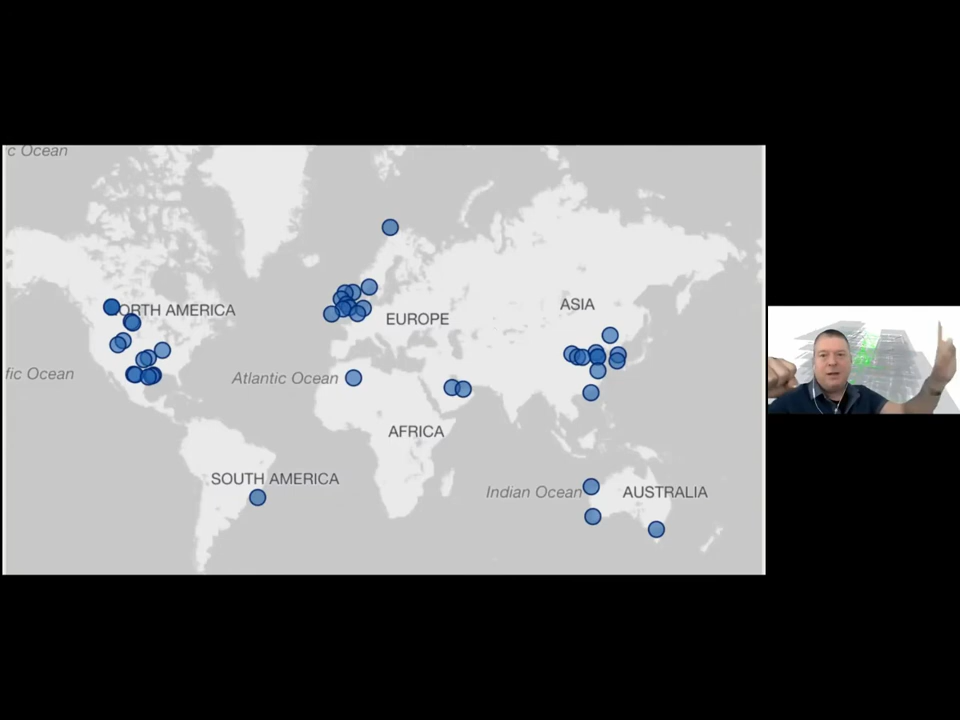 c Ocean
ORTH AMERICA
ASIA
EUROPE
fic Ocean
Atlantic Ocean
AFRICA
SOUTH AMERICA
Indian Ocean
AUSTRALIA